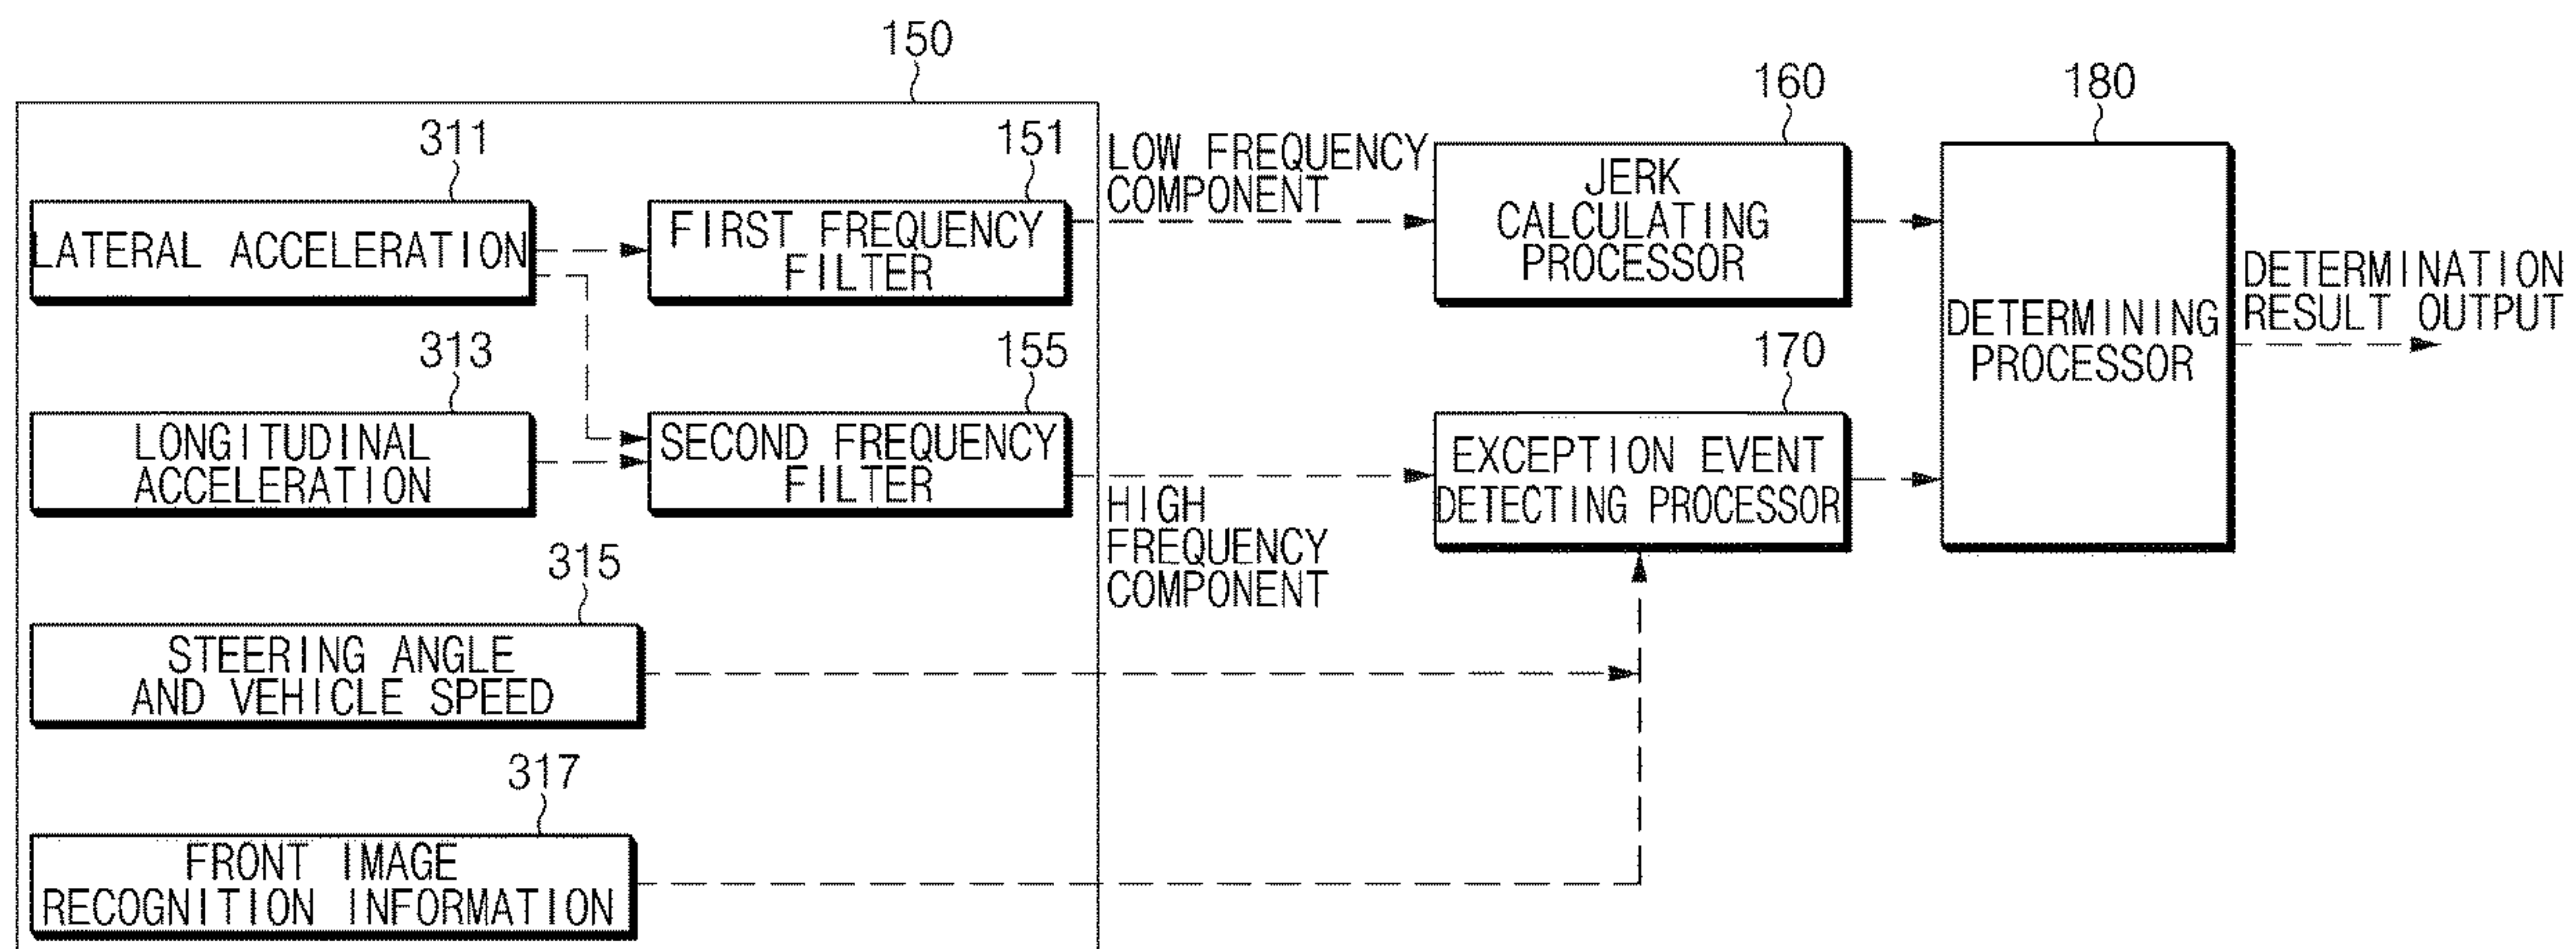 150
160
180
311
151
LOW FREQUENCY
COMPONENT
JERK
CALCULATING
PROCESSOR
LATERAL ACCELERATION
FIRST FREQUENCY
FILTER
DETERMINATION
RESULT OUTPUT
DETERMINING
PROCESSOR
313
155
170
LONGITUDINAL
ACCELERATION
SECOND FREQUENCY
FILTER
EXCEPTION EVENT
DETECTING PROCESSOR
HIGH
FREQUENCY
COMPONENT
315
STEERING ANGLE
AND VEHICLE SPEED
317
FRONT IMAGE
RECOGNITION INFORMATION